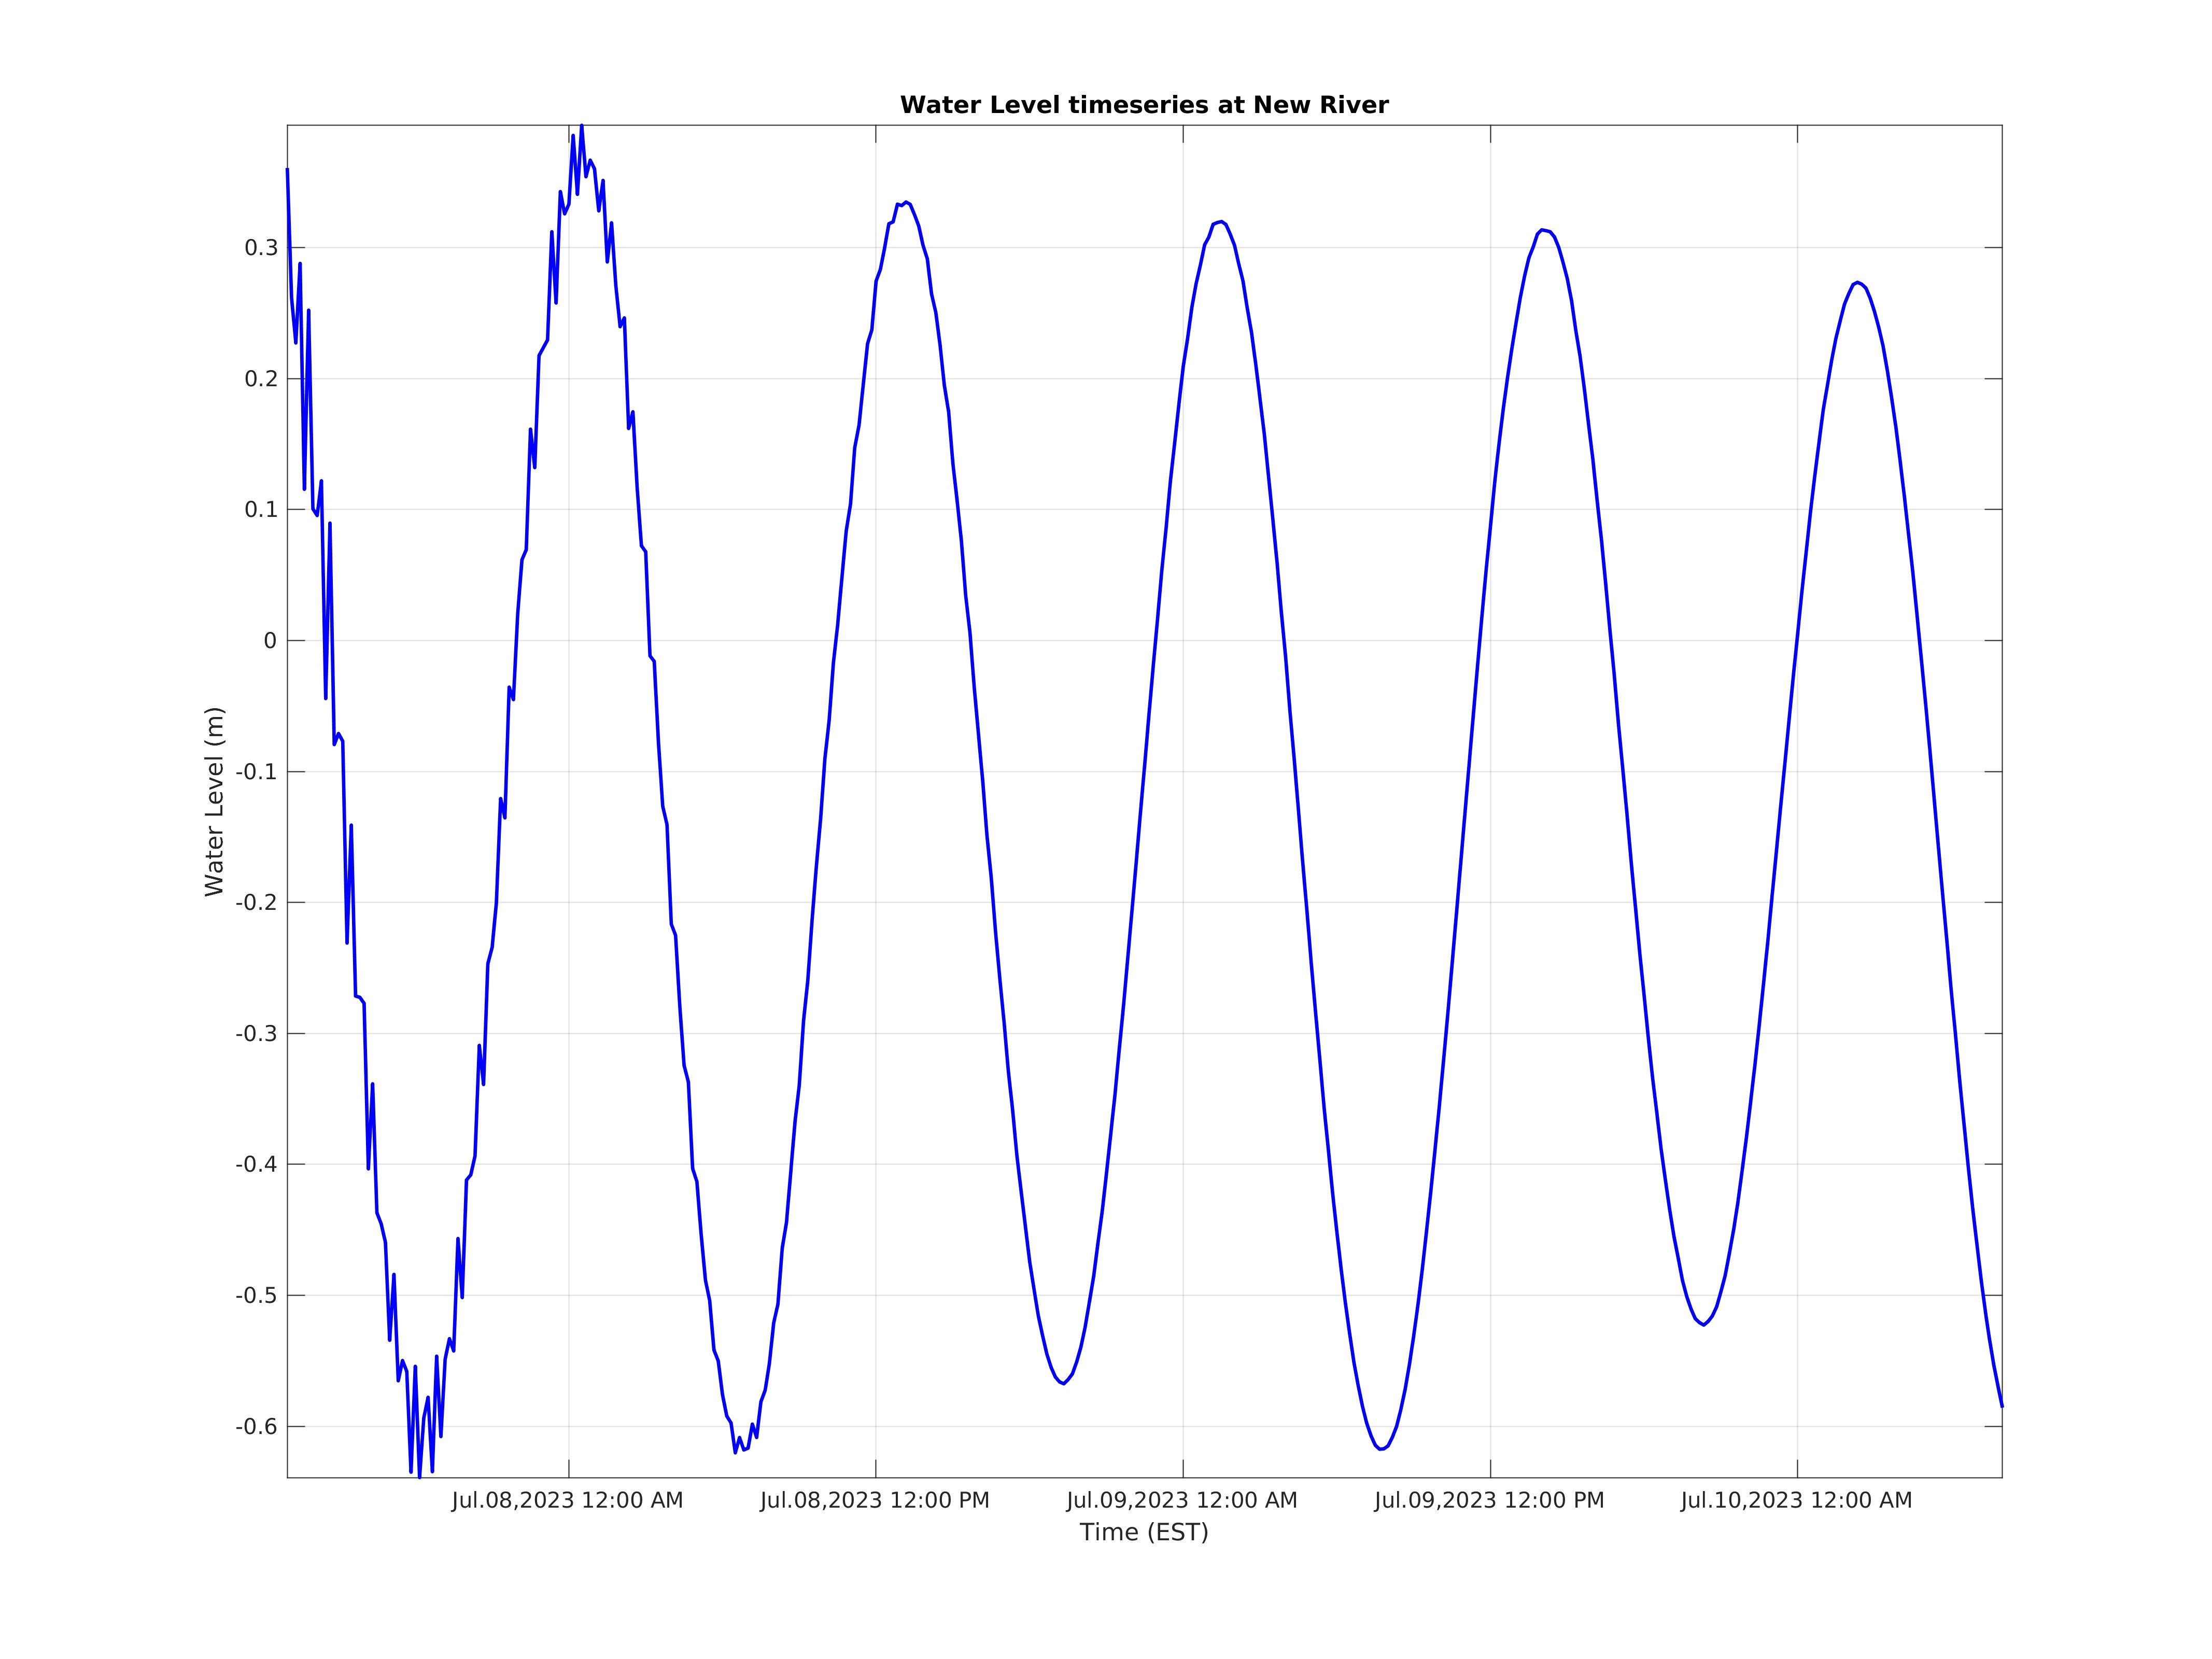 Water Level timeseries at New River
Water Level (m)
0.3
0.2
0.1
0
-0.1
-0.2
-0.3
-0.4
-0.5
-0.6
Jul.08,2023 12:00 AM
Jul.08,2023 12:00 PM
Jul.09,2023 12:00 AM
Jul.09,2023 12:00 PM
Jul.10,2023 12:00 AM
Time (EST)